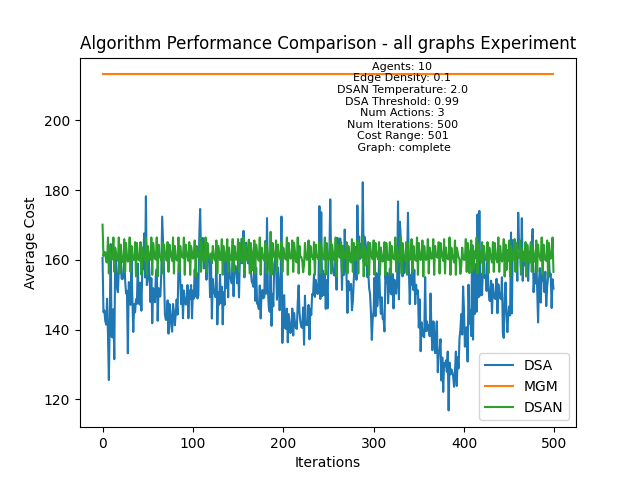 Algorithm Performance Comparison - all graphs Experiment
Agents: 10
Edge Density: 0.1
DSAN Temperature: 2.0
DSA Threshold: 0.99
Num Actions: 3
Num Iterations: 500
Cost Range: 501
Graph: complete
Average Cost
200
180
160
140
120
0
100
200
300
400
500
Iterations
DSA
MGM
DSAN